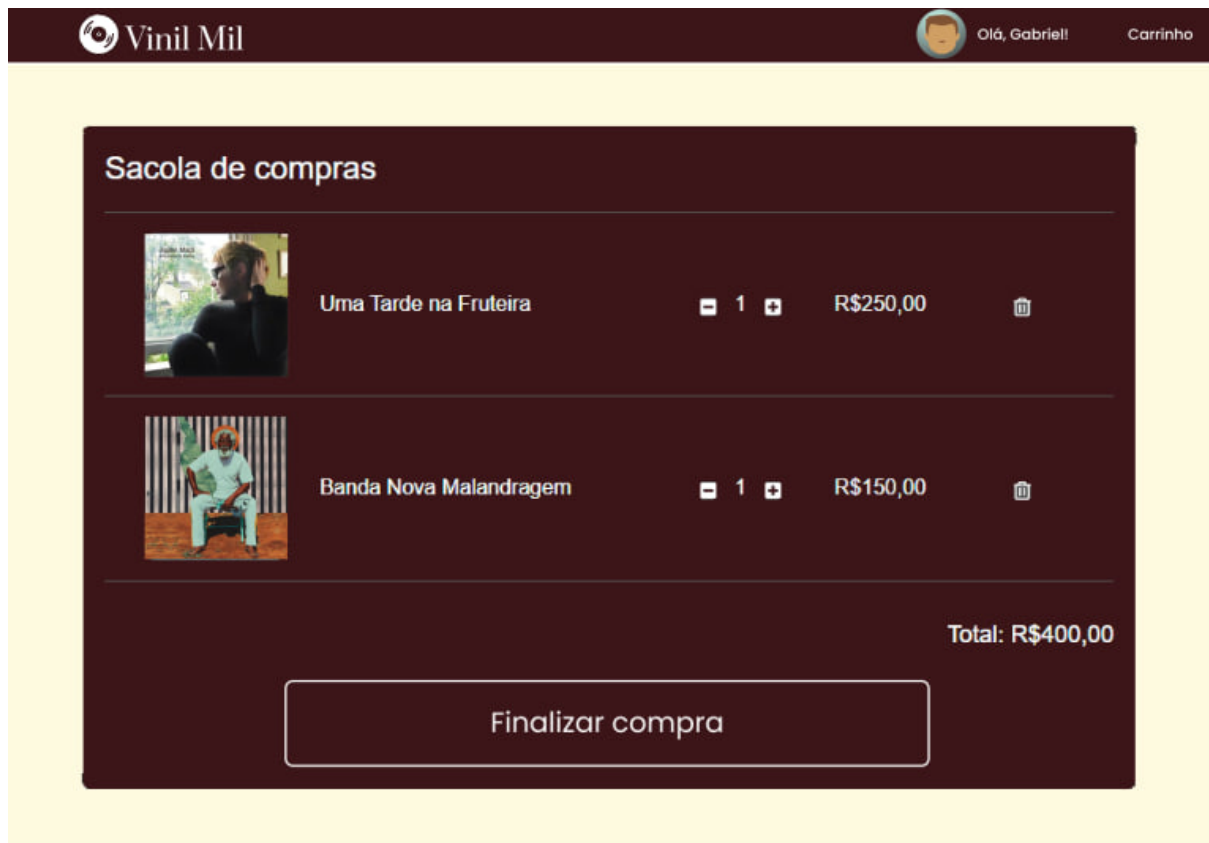 Vinil Mil
Olá, Gabriel!
Carrinho
Sacola de compras
Uma Tarde na Fruteira
1
R$250,00
Banda Nova Malandragem
1
R$150,00
Total: R$400,00
Finalizar compra